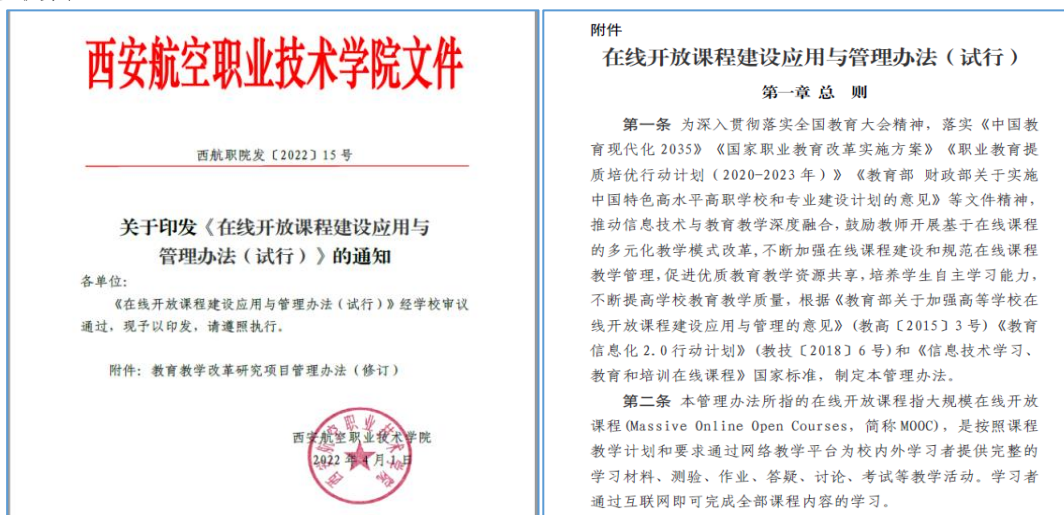 西安航空职业技术学院文件
西航职院发〔2022〕15号
关于印发《在线开放课程建设应用与
管理办法（试行）》的通知
各单位：
《在线开放课程建设应用与管理办法（试行）》经学校审议
通过，现予以印发，请遵照执行。
附件：教育教学改革研究项目管理办法（修订）
西安航空职业技术学院
2022年4月1日
附件
在线开放课程建设应用与管理办法（试行）
第一章 总 则
第一条 为深入贯彻落实全国教育大会精神，落实《中国教
育现代化2035》《国家职业教育改革实施方案》《职业教育提
质培优行动计划（2020-2023年）》《教育部 财政部关于实施
中国特色高水平高职学校和专业建设计划的意见》等文件精神，
推动信息技术与教育教学深度融合，鼓励教师开展基于在线课程
的多元化教学模式改革，不断加强在线课程建设和规范在线课程
教学管理，促进优质教育教学资源共享，培养学生自主学习能力，
不断提高学校教育教学质量，根据《教育部关于加强高等学校在
线开放课程建设应用与管理的意见》（教高〔2015〕3号）《教育
信息化2.0行动计划》（教技〔2018〕6号）和《信息技术学习、
教育和培训在线课程》国家标准，制定本管理办法。
第二条 本管理办法所指的在线开放课程指大规模在线开放
课程(Massive Online Open Courses，简称MOOC)，是按照课程
教学计划和要求通过网络教学平台为校内外学习者提供完整的
学习材料、测验、作业、答疑、讨论、考试等教学活动。学习者
通过互联网即可完成全部课程内容的学习。